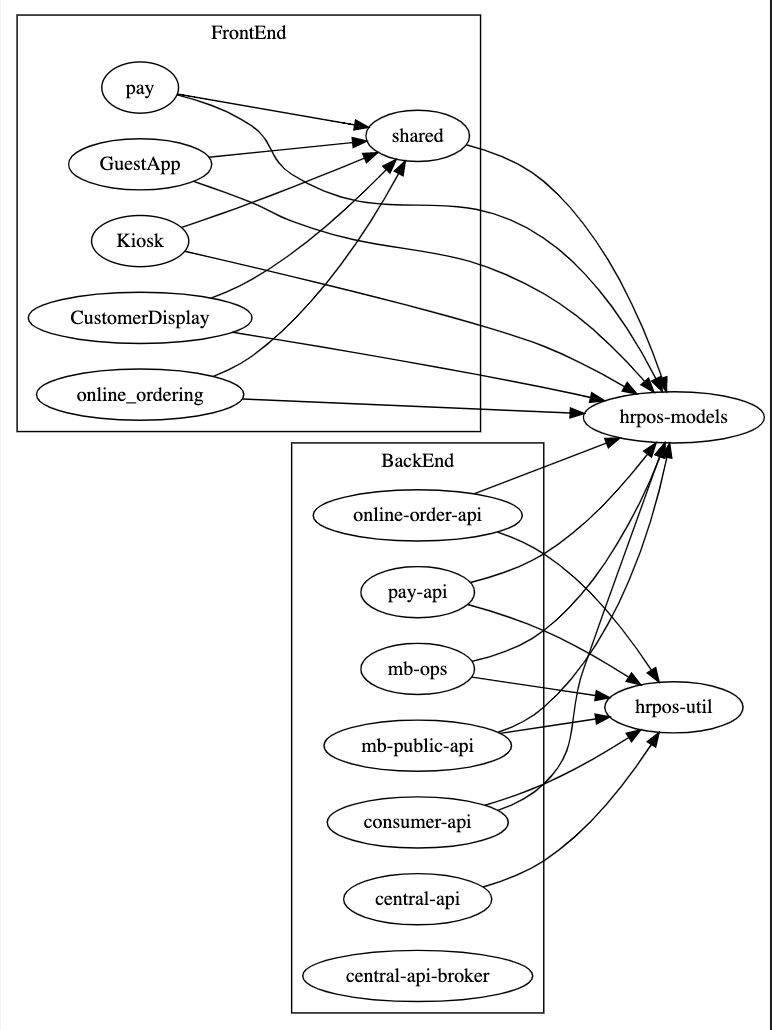 FrontEnd
pay
shared
GuestApp
Kiosk
CustomerDisplay
online_ordering
hrpos-models
BackEnd
online-order-api
pay-api
mb-ops
hrpos-util
mb-public-api
consumer-api
central-api
central-api-broker